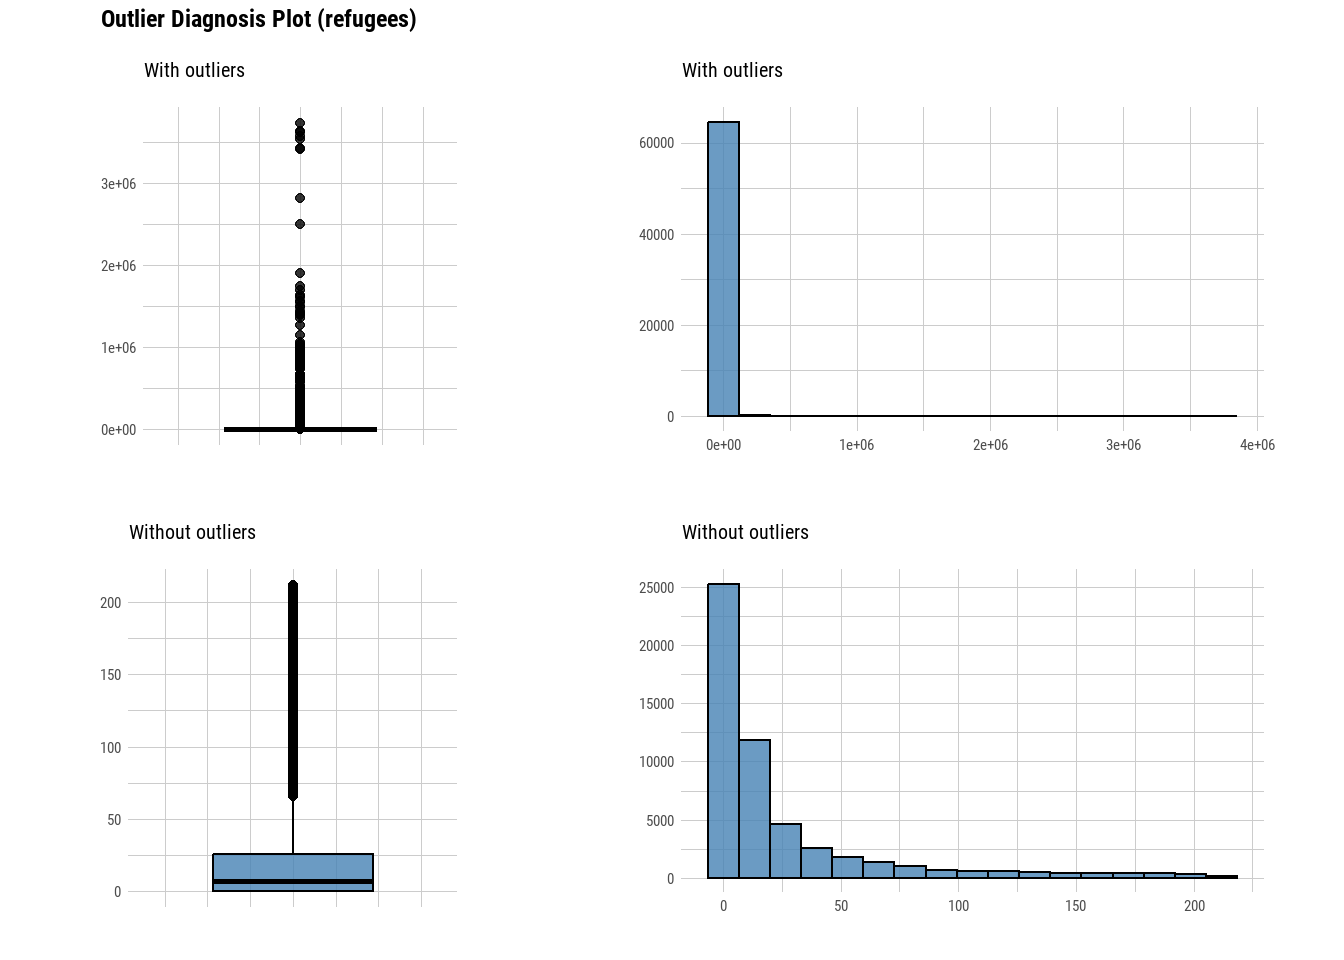 Outlier Diagnosis Plot (refugees)
With outliers
3e+06
2e+06
1e+06
0e+00
With outliers
60000
40000
20000
0
0e+00 1e+06 2e+06 3e+06 4e+06
Without outliers
200
150
100
50
0
Without outliers
25000
20000
15000
10000
5000
0
0 50 100 150 200